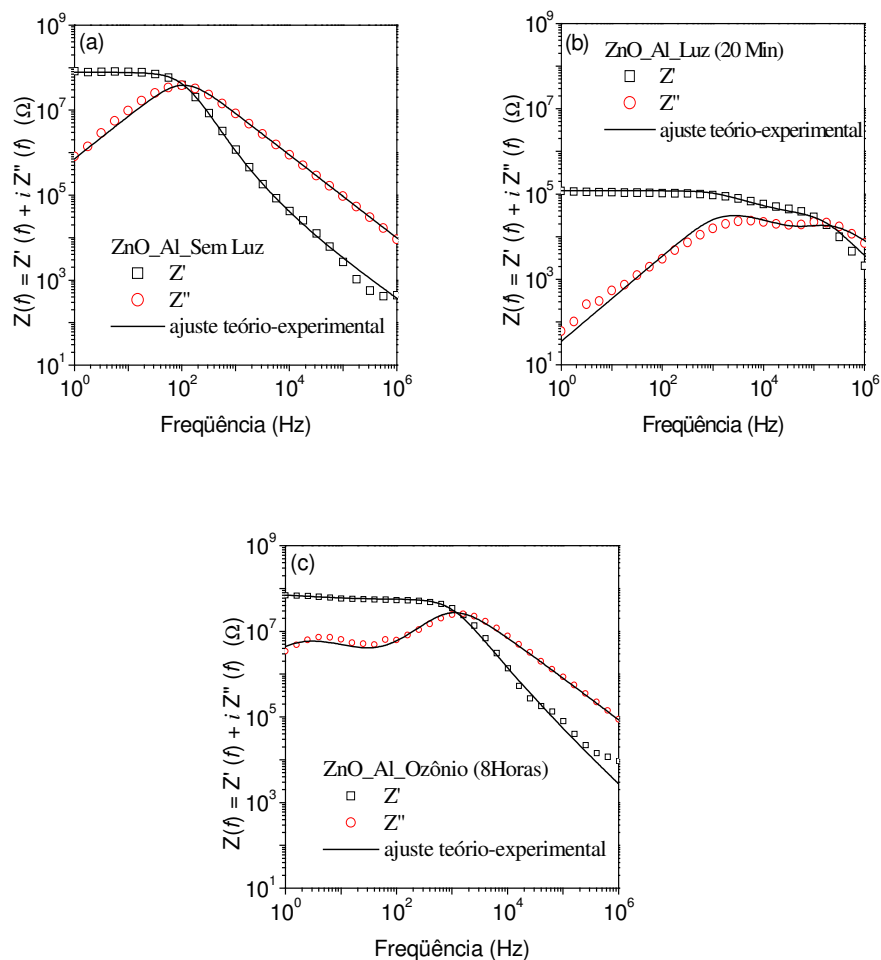 (a)
10^9
10^7
10^5
10^3
10^1
Z(f) = Z' (f) + i Z'' (f) (Ω)
ZnO_Al_Sem Luz
Z'
Z''
ajuste teório-experimental
10^0 10^2 10^4 10^6
Freqüência (Hz)
(b)
10^9
10^7
10^5
10^3
10^1
Z(f) = Z' (f) + i Z'' (f) (Ω)
ZnO_Al_Luz (20 Min)
Z'
Z''
ajuste teório-experimental
10^0 10^2 10^4 10^6
Freqüência (Hz)
(c)
10^9
10^7
10^5
10^3
10^1
Z(f) = Z' (f) + i Z'' (f) (Ω)
ZnO_Al_Ozônio (8Horas)
Z'
Z''
ajuste teório-experimental
10^0 10^2 10^4 10^6
Freqüência (Hz)